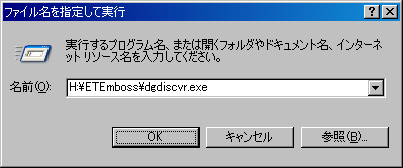 ファイル名を指定して実行
実行するプログラム名、または開くフォルダやドキュメント名、インターネット リソース名を入力してください。
名前(O):
H:¥ETEmboss¥dgdiscvr.exe
OK
キャンセル
参照(B)...